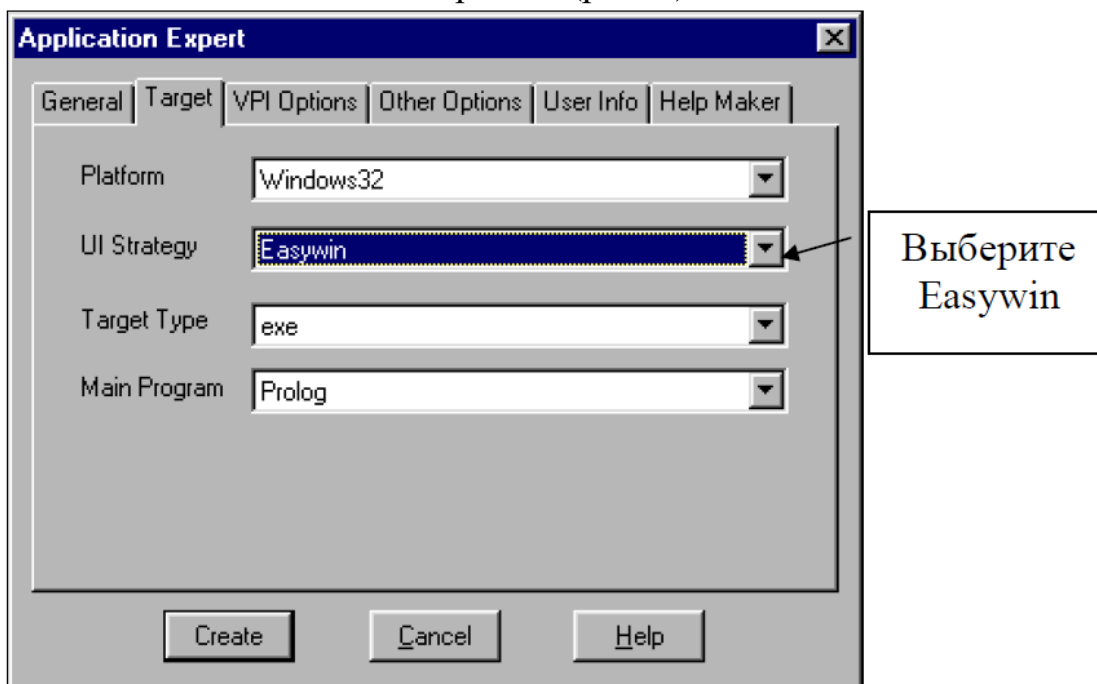 Application Expert
General Target VPI Options Other Options User Info Help Maker
Platform Windows32
UI Strategy Easywin
Выберите
Easywin
Target Type exe
Main Program Prolog
Create Cancel Help